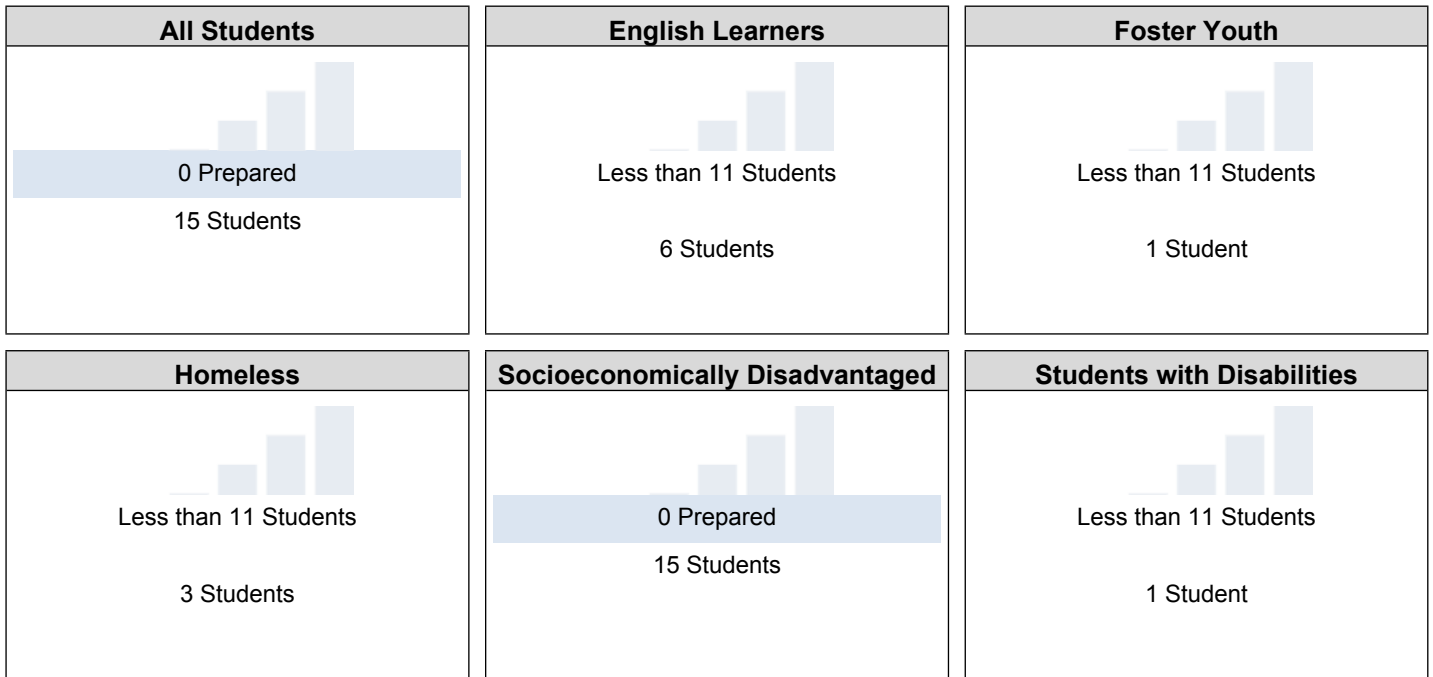 All Students
0 Prepared
15 Students
English Learners
Less than 11 Students
6 Students
Foster Youth
Less than 11 Students
1 Student
Homeless
Less than 11 Students
3 Students
Socioeconomically Disadvantaged
0 Prepared
15 Students
Students with Disabilities
Less than 11 Students
1 Student